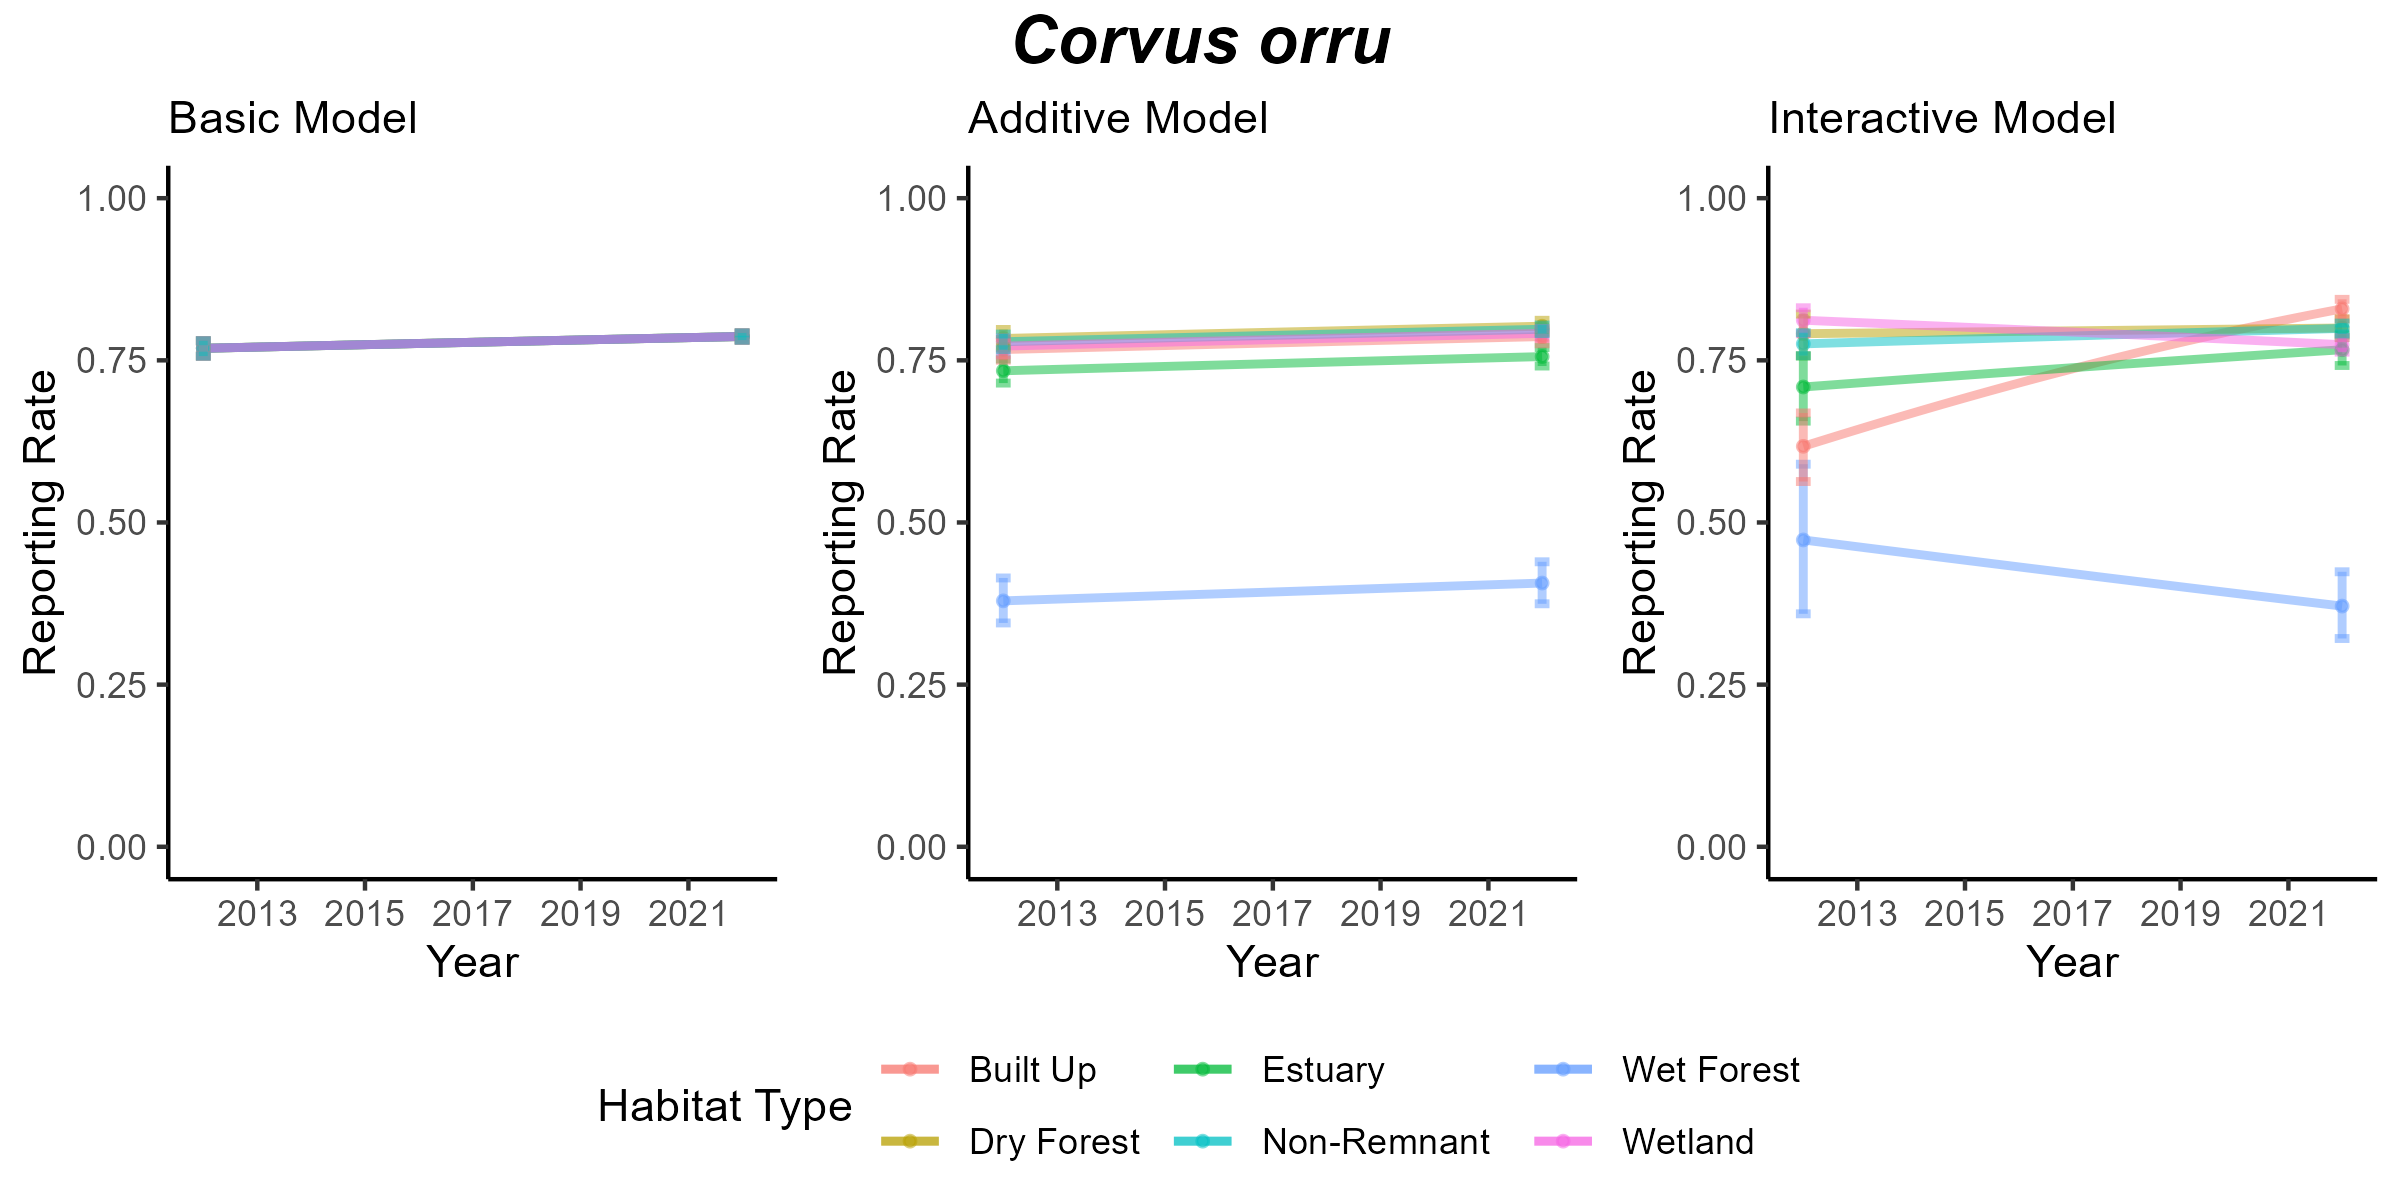 Corvus orru
Basic Model
Reporting Rate
1.00
0.75
0.50
0.25
0.00
2013 2015 2017 2019 2021
Year
Additive Model
Reporting Rate
1.00
0.75
0.50
0.25
0.00
2013 2015 2017 2019 2021
Year
Interactive Model
Reporting Rate
1.00
0.75
0.50
0.25
0.00
2013 2015 2017 2019 2021
Year
Habitat Type
Built Up
Estuary
Wet Forest
Dry Forest
Non-Remnant
Wetland